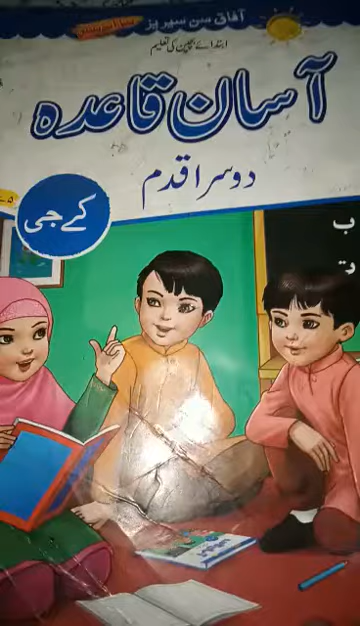 آفاق سن سیریز
ابتدائے بچپن کی تعلیم
آسان قاعدہ
دوسرا قدم
کے جی
ب